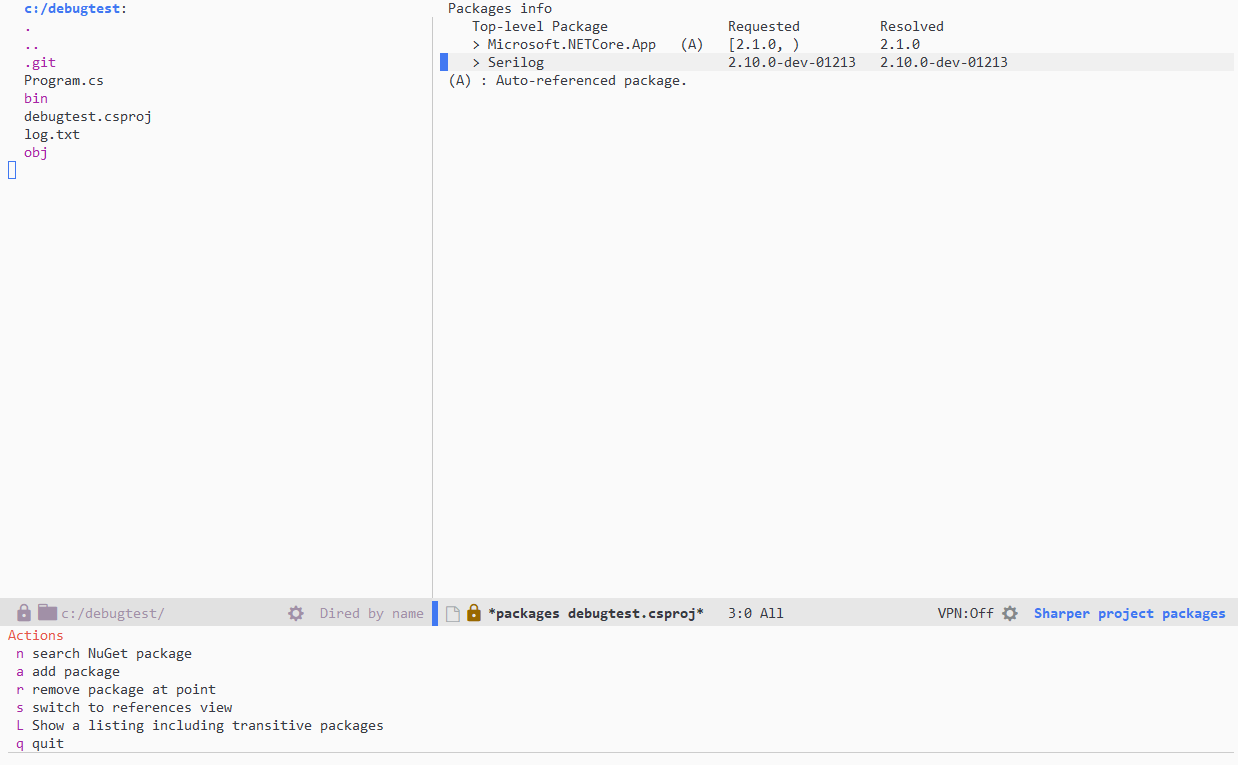 c:/debugtest:
.
..
.git
Program.cs
bin
debugtest.csproj
log.txt
obj
Packages info
Top-level Package Requested Resolved
> Microsoft.NETCore.App (A) [2.1.0, ) 2.1.0
> Serilog 2.10.0-dev-01213 2.10.0-dev-01213
(A) : Auto-referenced package.
c:/debugtest/ Dired by name
*packages debugtest.csproj* 3:0 All VPN:Off Sharper project packages
Actions
n search NuGet package
a add package
r remove package at point
s switch to references view
L Show a listing including transitive packages
q quit